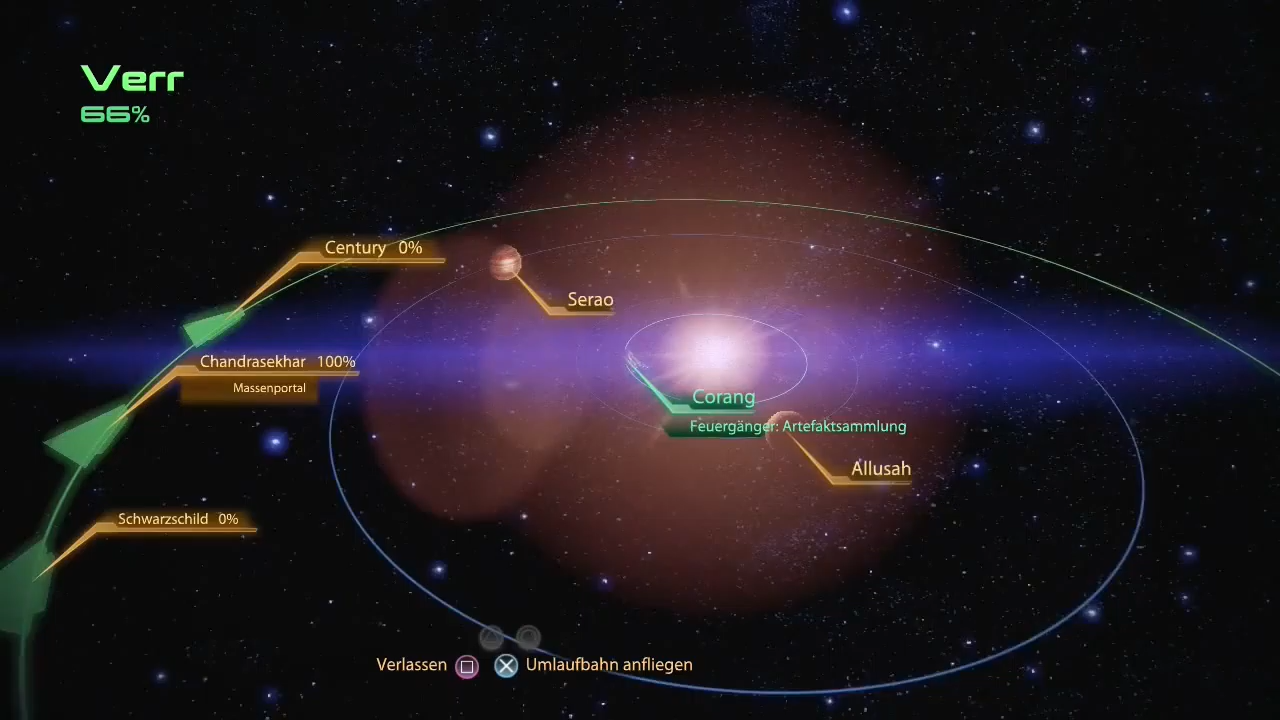 Verr
66%
Century 0%
Serao
Chandrasekhar 100%
Massenportal
Corang
Feuergänger: Artefaktsammlung
Allusah
Schwarzschild 0%
Verlassen
Umlaufbahn anfliegen